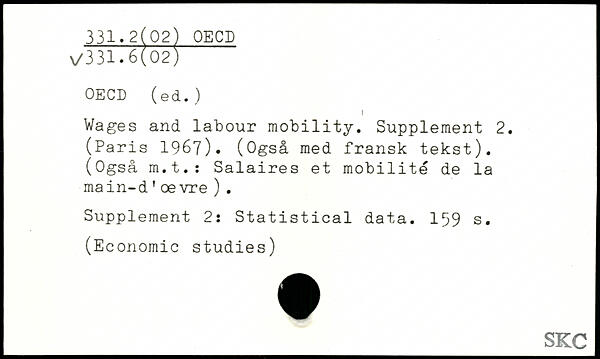 331.2(02) OECD
✓331.6(02)
OECD (ed.)
Wages and labour mobility. Supplement 2.
(Paris 1967). (Også med fransk tekst).
(Også m.t.: Salaires et mobilité de la
main-d'œvre).
Supplement 2: Statistical data. 159 s.
(Economic studies)
SKC